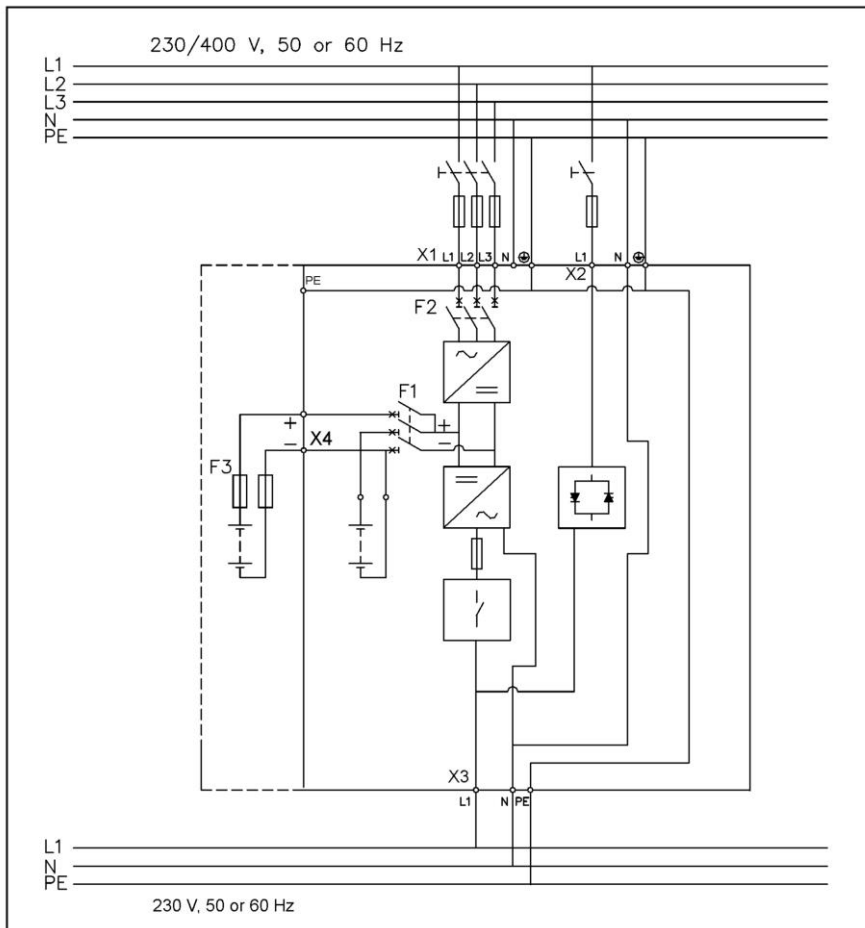 230/400 V, 50 or 60 Hz
L1
L2
L3
N
PE
X1 L1 L2 L3 N L1 N
X2
PE
F2
F1
+ +
− −
X4
F3
X3
L1 N PE
L1
N
PE
230 V, 50 or 60 Hz